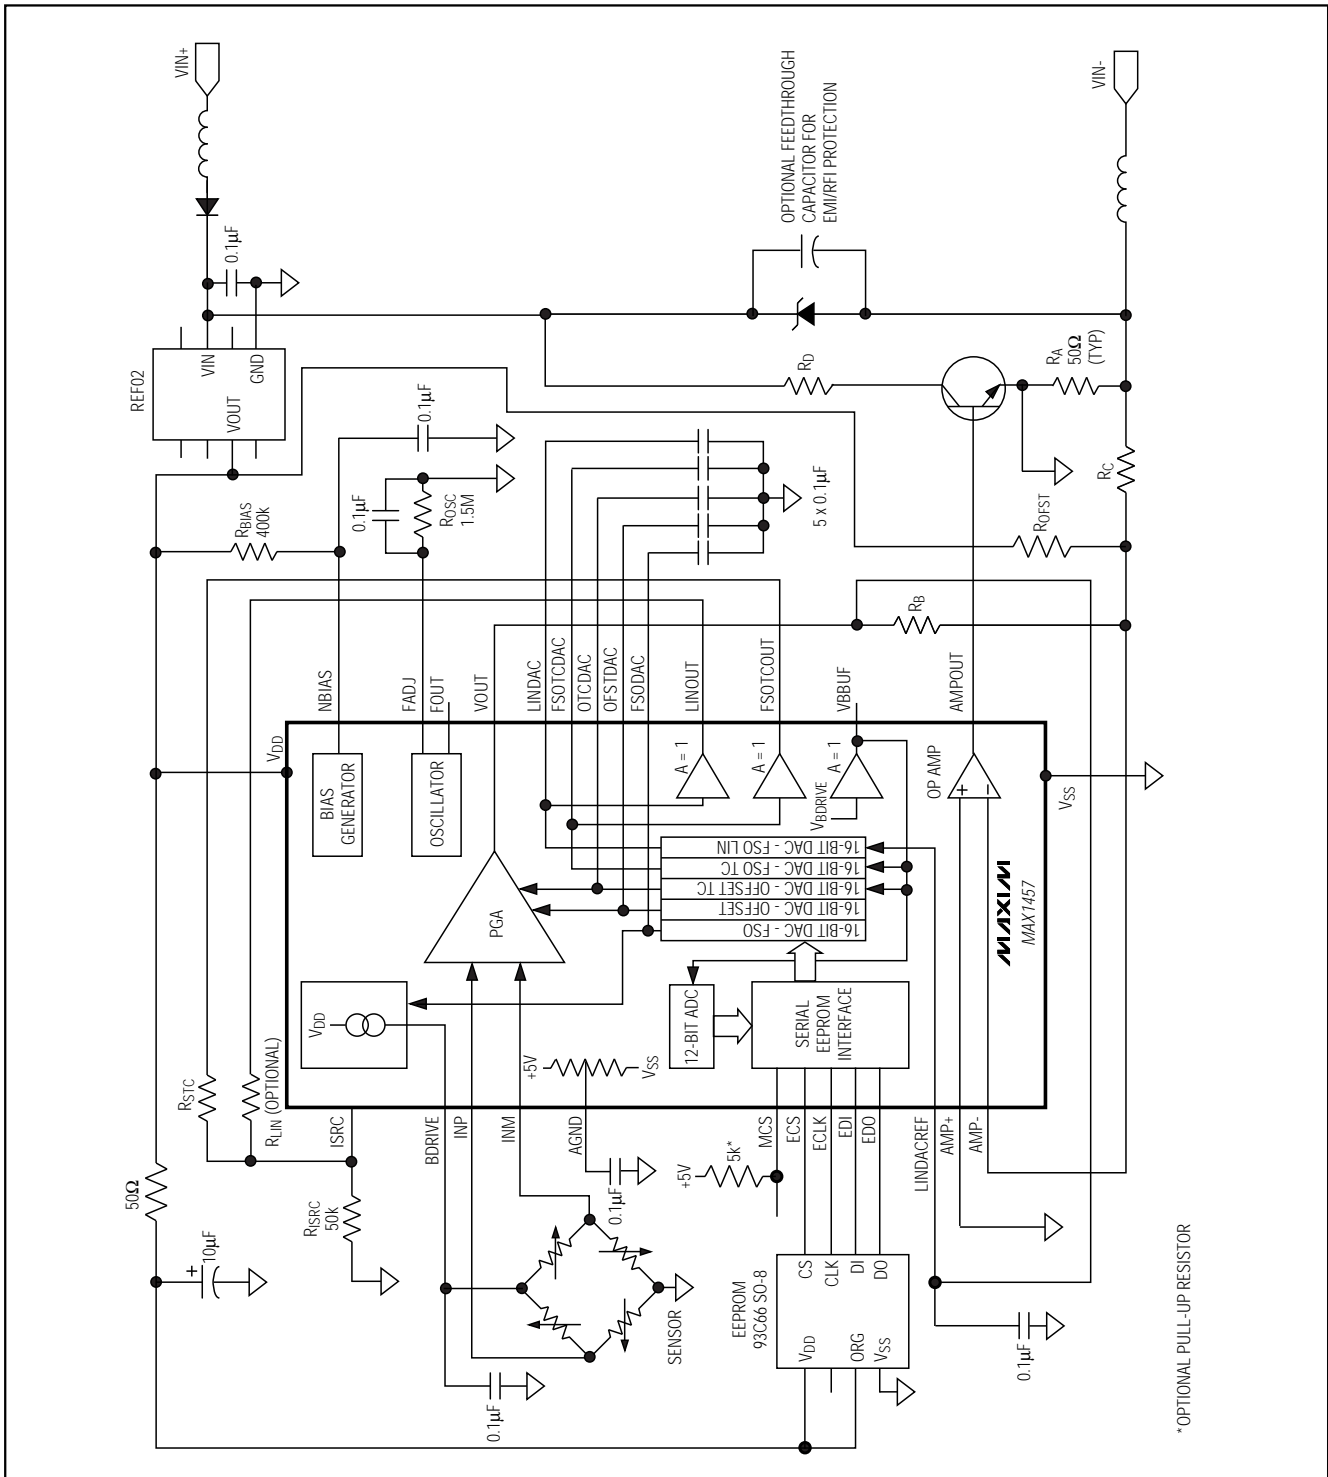 VIN+
VIN-
OPTIONAL FEEDTHROUGH
CAPACITOR FOR
EMI/RFI PROTECTION
0.1µF
REF02
VIN
GND
VOUT
RD
RA
50Ω
(TYP)
RC
0.1µF
0.1µF
ROSC
1.5M
5 x 0.1µF
RBIAS
400k
ROFST
RB
NBIAS
FADJ
FOUT
VOUT
LINDAC
FSOTCDAC
OTCDAC
OFSTDAC
FSODAC
LINOUT
FSOTCOUT
VBBUF
AMPOUT
VDD
BIAS
GENERATOR
OSCILLATOR
A = 1
A = 1
A = 1
VBDRIVE
OP AMP
+
−
VSS
PGA
16-BIT DAC - FSO LIN
16-BIT DAC - FSO TC
16-BIT DAC - OFFSET TC
16-BIT DAC - OFFSET
16-BIT DAC - FSO
MAXIM
MAX1457
VDD
12-BIT ADC
SERIAL
EEPROM
INTERFACE
+5V
VSS
RSTC
RLIN (OPTIONAL)
ISRC
BDRIVE
INP
INM
AGND
MCS
ECS
ECLK
EDI
EDO
LINDACREF
AMP+
AMP-
50Ω
RISRC
50k
+
10µF
0.1µF
+5V
5k*
SENSOR
0.1µF
EEPROM
93C66 SO-8
CS
CLK
DI
DO
VDD
ORG
VSS
0.1µF
*OPTIONAL PULL-UP RESISTOR